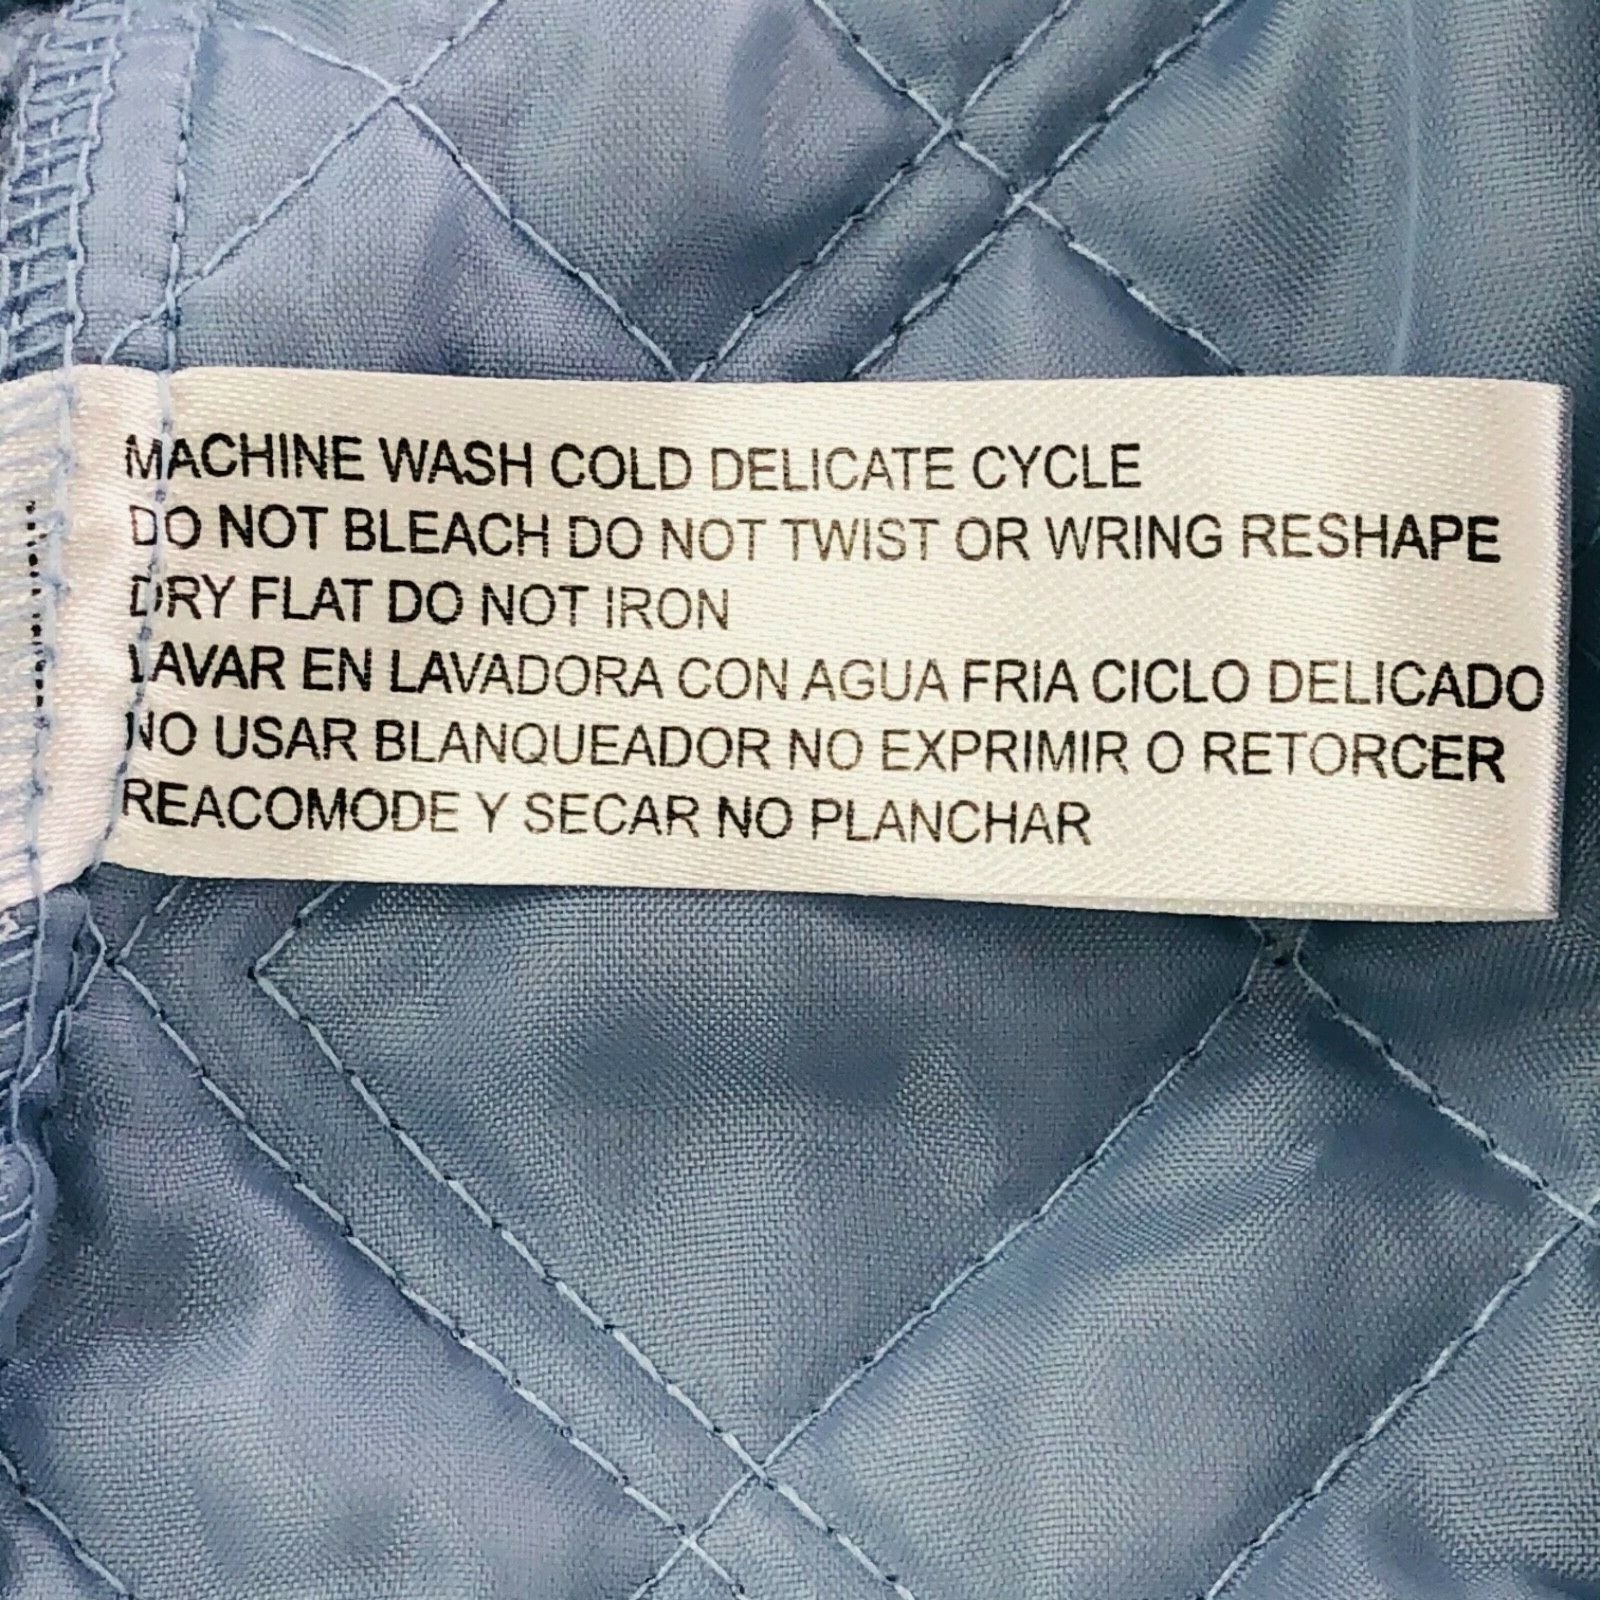 MACHINE WASH COLD DELICATE CYCLE
DO NOT BLEACH DO NOT TWIST OR WRING RESHAPE
DRY FLAT DO NOT IRON
LAVAR EN LAVADORA CON AGUA FRIA CICLO DELICADO
NO USAR BLANQUEADOR NO EXPRIMIR O RETORCER
REACOMODE Y SECAR NO PLANCHAR